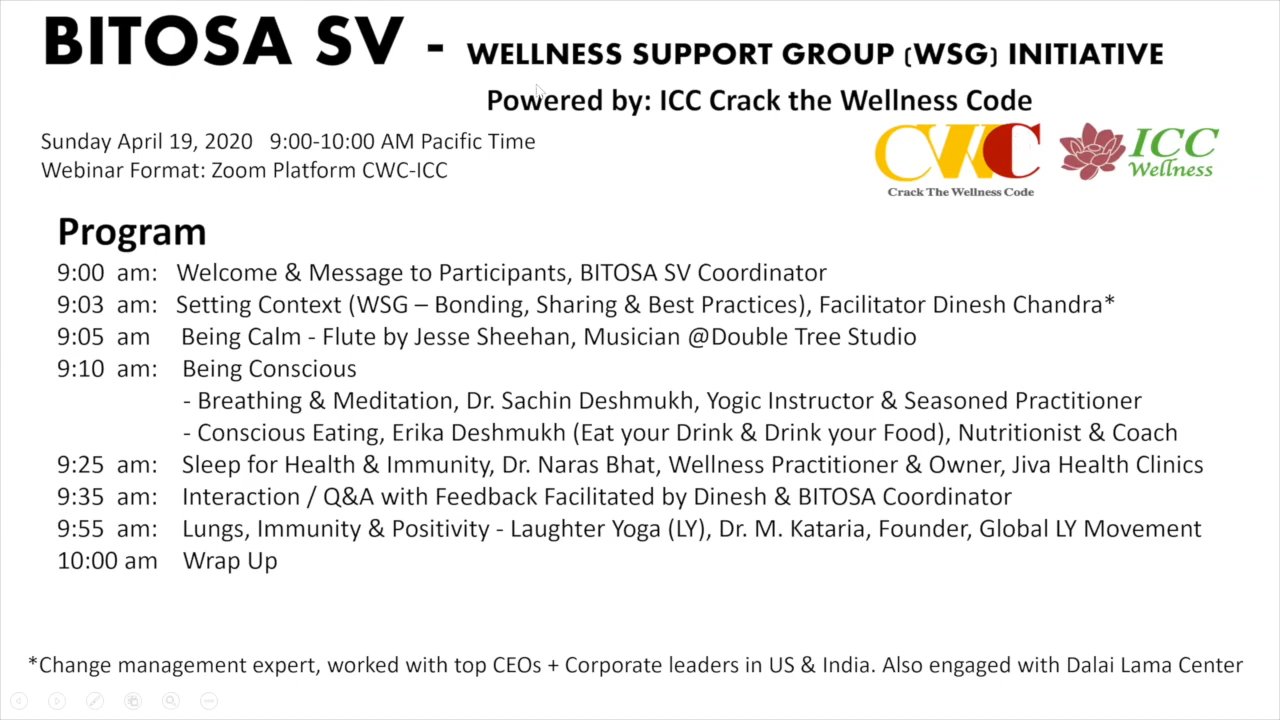 BITOSA SV - WELLNESS SUPPORT GROUP (WSG) INITIATIVE
Powered by: ICC Crack the Wellness Code
Sunday April 19, 2020 9:00-10:00 AM Pacific Time
Webinar Format: Zoom Platform CWC-ICC
CWC
Crack The Wellness Code
ICC
Wellness
Program
9:00 am: Welcome & Message to Participants, BITOSA SV Coordinator
9:03 am: Setting Context (WSG – Bonding, Sharing & Best Practices), Facilitator Dinesh Chandra*
9:05 am Being Calm - Flute by Jesse Sheehan, Musician @Double Tree Studio
9:10 am: Being Conscious
- Breathing & Meditation, Dr. Sachin Deshmukh, Yogic Instructor & Seasoned Practitioner
- Conscious Eating, Erika Deshmukh (Eat your Drink & Drink your Food), Nutritionist & Coach
9:25 am: Sleep for Health & Immunity, Dr. Naras Bhat, Wellness Practitioner & Owner, Jiva Health Clinics
9:35 am: Interaction / Q&A with Feedback Facilitated by Dinesh & BITOSA Coordinator
9:55 am: Lungs, Immunity & Positivity - Laughter Yoga (LY), Dr. M. Kataria, Founder, Global LY Movement
10:00 am Wrap Up
*Change management expert, worked with top CEOs + Corporate leaders in US & India. Also engaged with Dalai Lama Center